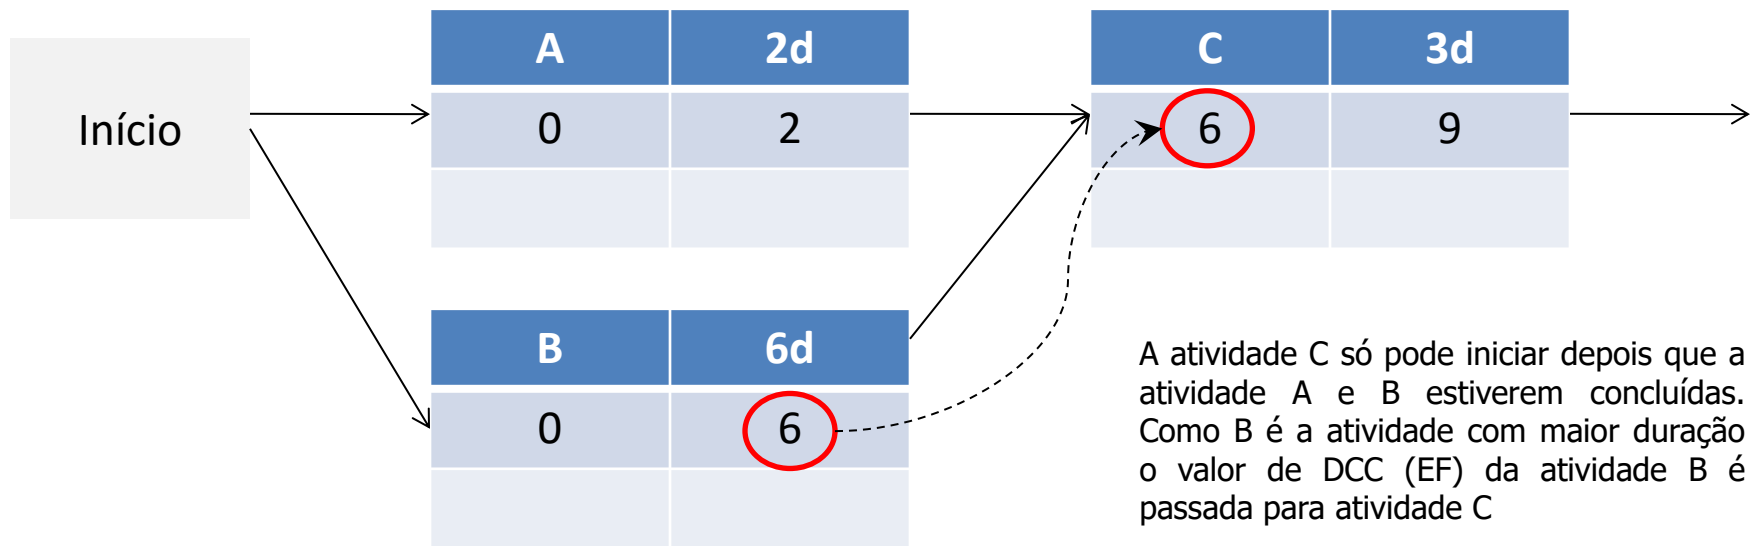 Início
A 2d
0 2
C 3d
6 9
B 6d
0 6
A atividade C só pode iniciar depois que a
atividade A e B estiverem concluídas.
Como B é a atividade com maior duração
o valor de DCC (EF) da atividade B é
passada para atividade C